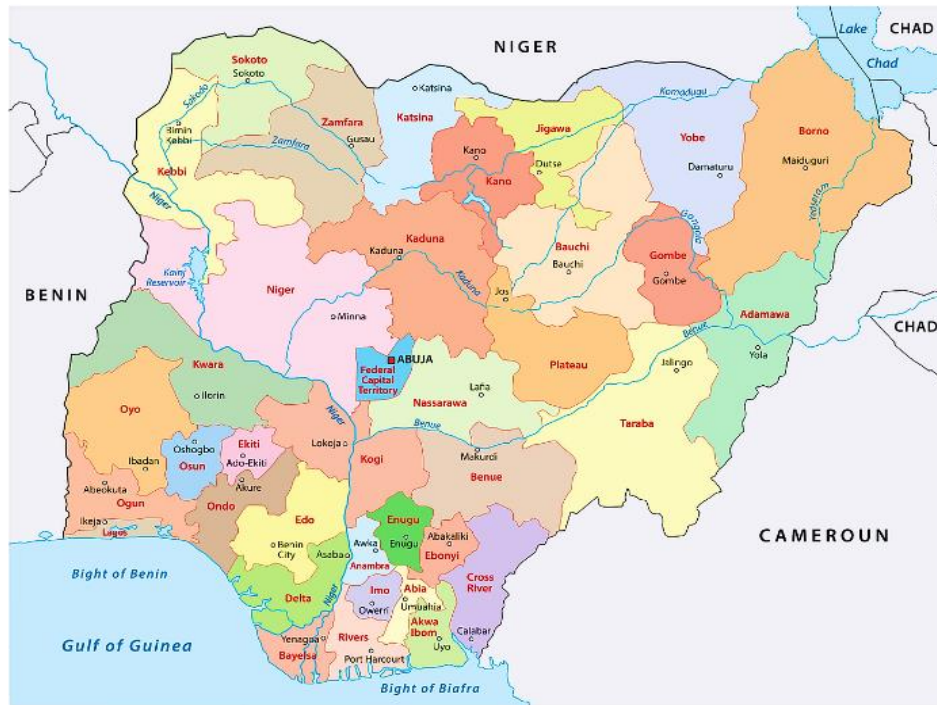 NIGER
CHAD
Lake
Chad
Sokoto
Sokoto
Sokodo
Katsina
Katsina
Komadugu
Zamfara
Gusau
Zamfara
Birnin
Kebbi
Kebbi
Jigawa
Yobe
Borno
Kano
Kano
Dutse
Damaturu
Maiduguri
Yedseram
Niger
Kaduna
Kaduna
Kaduna
Bauchi
Bauchi
Gongola
Gombe
Gombe
Kainj
Reservoir
Niger
Minna
Jos
BENIN
Adamawa
Yola
CHAD
Benue
ABUJA
Federal
Capital
Territory
Plateau
Jalingo
Taraba
Kwara
Ilorin
Nassarawa
Lafia
Niger
Benue
Oyo
Ibadan
Oshogbo
Osun
Ekiti
Ado-Ekiti
Lokoja
Kogi
Makurdi
Benue
Abeokuta
Ogun
Akure
Ondo
Ikeja
Lagos
Edo
Benin
City
Enugu
Enugu
Abakaliki
Ebonyi
Awka
Anambra
Asaba
CAMEROUN
Cross
River
Calabar
Bight of Benin
Delta
Niger
Imo
Owerri
Abia
Umuahia
Akwa
Ibom
Uyo
Gulf of Guinea
Yenagoa
Bayelsa
Rivers
Port Harcourt
Bight of Biafra